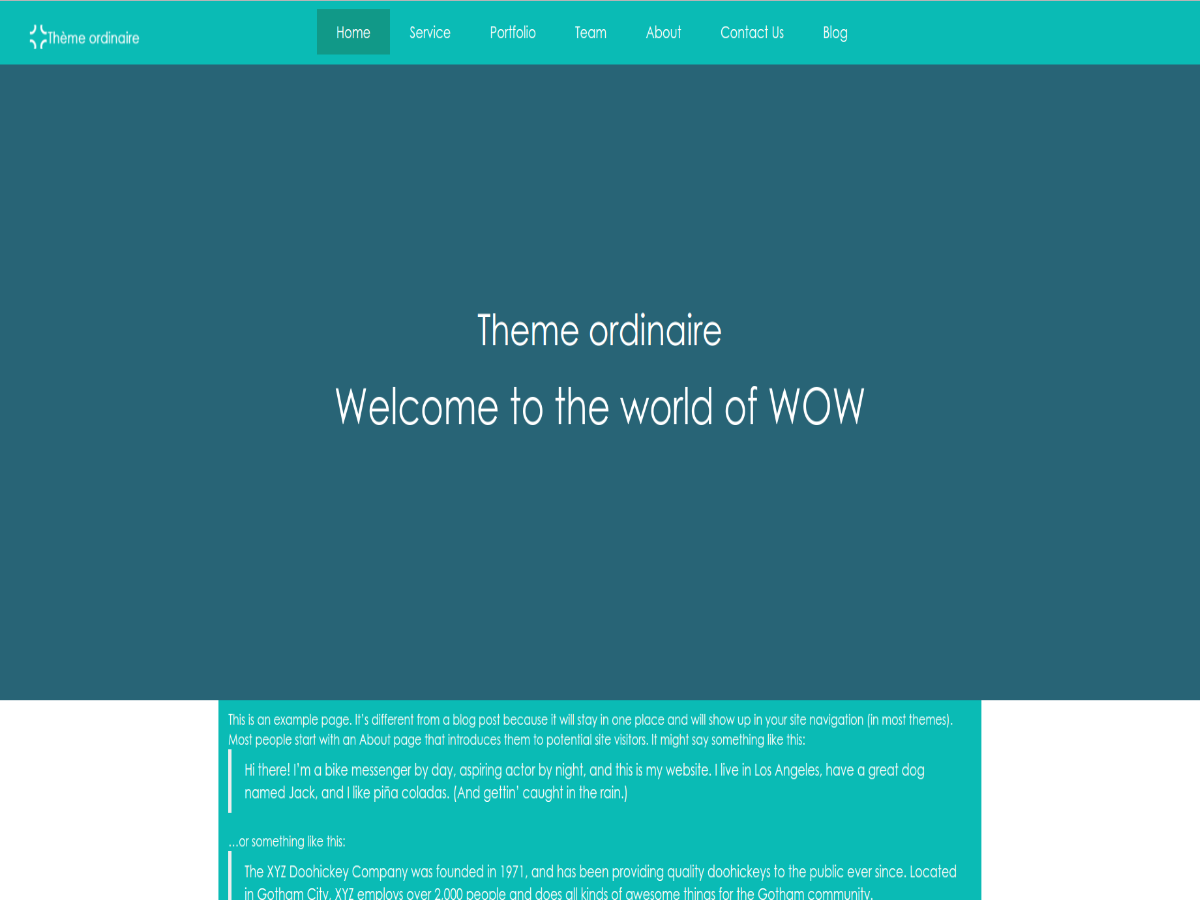 Thème ordinaire
Home Service Portfolio Team About Contact Us Blog
Theme ordinaire
Welcome to the world of WOW
This is an example page. It’s different from a blog post because it will stay in one place and will show up in your site navigation (in most themes).
Most people start with an About page that introduces them to potential site visitors. It might say something like this:
Hi there! I’m a bike messenger by day, aspiring actor by night, and this is my website. I live in Los Angeles, have a great dog
named Jack, and I like piña coladas. (And gettin’ caught in the rain.)
…or something like this:
The XYZ Doohickey Company was founded in 1971, and has been providing quality doohickeys to the public ever since. Located
in Gotham City, XYZ employs over 2,000 people and does all kinds of awesome things for the Gotham community.